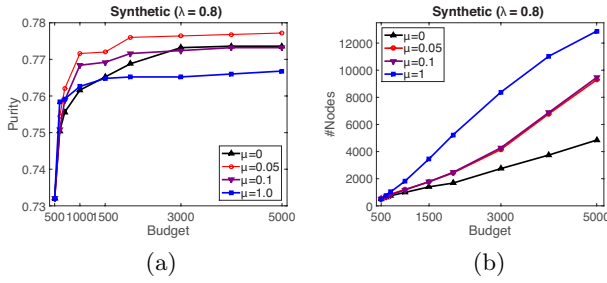 Synthetic (λ = 0.8)
0.78
0.77
0.76
0.75
0.74
0.73
Purity
μ=0
μ=0.05
μ=0.1
μ=1.0
500 1000 1500 3000 5000
Budget
(a)
Synthetic (λ = 0.8)
12000
10000
8000
6000
4000
2000
0
#Nodes
μ=0
μ=0.05
μ=0.1
μ=1
500 1500 3000 5000
Budget
(b)